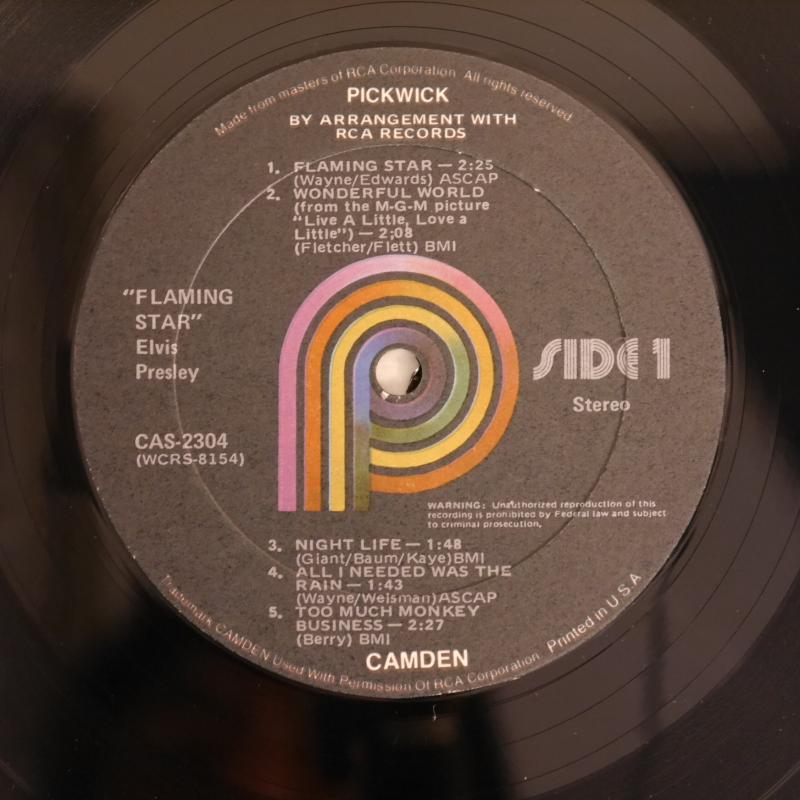 Made from masters of RCA Corporation All rights reserved
PICKWICK
BY ARRANGEMENT WITH
RCA RECORDS
1. FLAMING STAR — 2:25
(Wayne/Edwards) ASCAP
2. WONDERFUL WORLD
(from the M-G-M picture
"Live A Little, Love a
Little") — 2:08
(Fletcher/Flett) BMI
"FLAMING
STAR"
Elvis
Presley
CAS-2304
(WCRS-8154)
SIDE 1
Stereo
WARNING: Unauthorized reproduction of this
recording is prohibited by Federal law and subject
to criminal prosecution.
3. NIGHT LIFE — 1:48
(Giant/Baum/Kaye)BMI
4. ALL I NEEDED WAS THE
RAIN — 1:43
(Wayne/Weisman)ASCAP
5. TOO MUCH MONKEY
BUSINESS — 2:27
(Berry) BMI
CAMDEN
Trademark CAMDEN Used With Permission Of RCA Corporation Printed in U S A